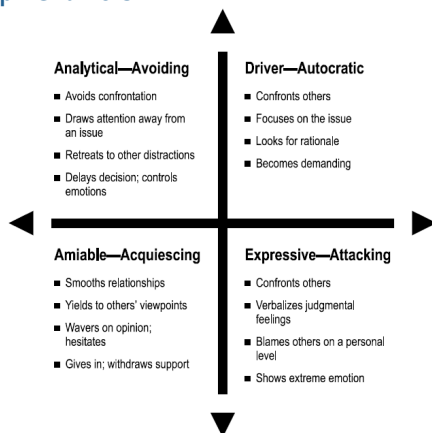 Analytical—Avoiding
■ Avoids confrontation
■ Draws attention away from
an issue
■ Retreats to other distractions
■ Delays decision; controls
emotions
Driver—Autocratic
■ Confronts others
■ Focuses on the issue
■ Looks for rationale
■ Becomes demanding
Amiable—Acquiescing
■ Smooths relationships
■ Yields to others’ viewpoints
■ Wavers on opinion;
hesitates
■ Gives in; withdraws support
Expressive—Attacking
■ Confronts others
■ Verbalizes judgmental
feelings
■ Blames others on a personal
level
■ Shows extreme emotion